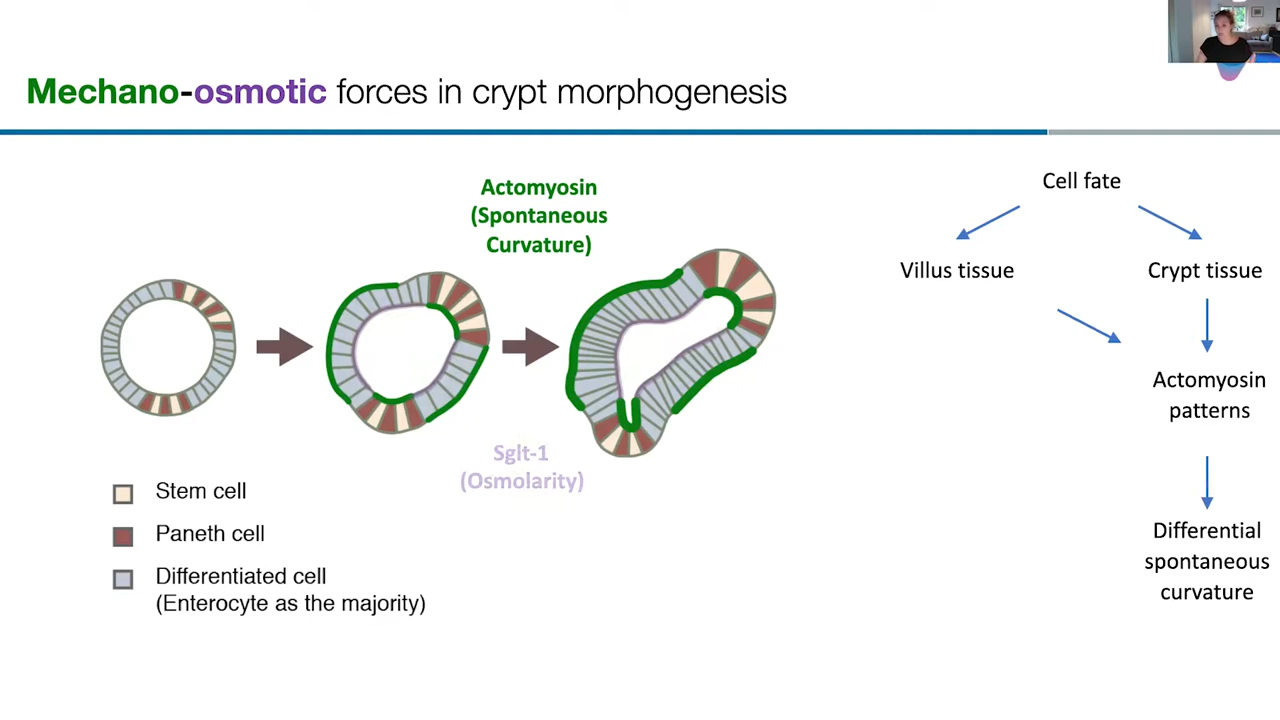 Mechano-osmotic forces in crypt morphogenesis
Actomyosin
(Spontaneous
Curvature)
Sglt-1
(Osmolarity)
Stem cell
Paneth cell
Differentiated cell
(Enterocyte as the majority)
Cell fate
Villus tissue
Crypt tissue
Actomyosin
patterns
Differential
spontaneous
curvature